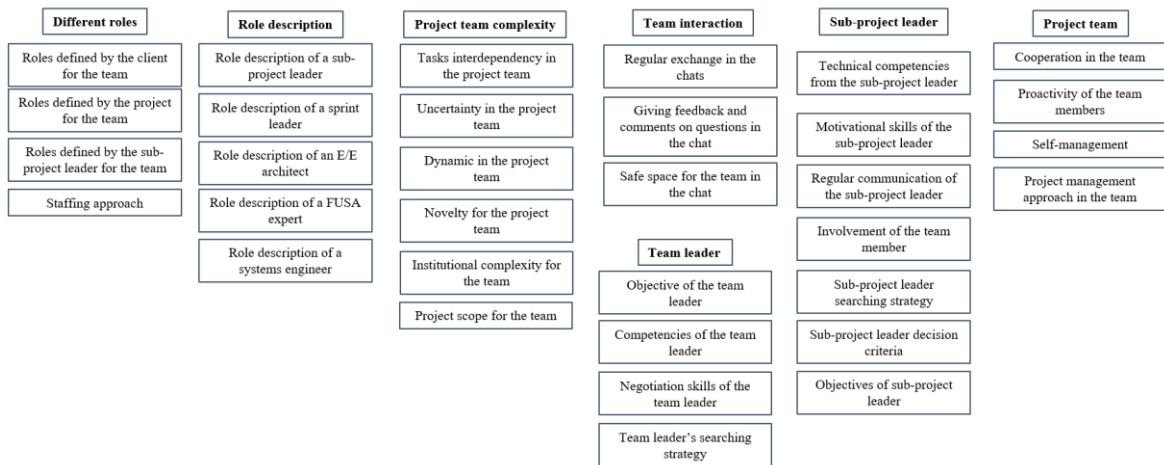 Different roles
Roles defined by the client
for the team
Roles defined by the project
for the team
Roles defined by the sub-
project leader for the team
Staffing approach
Role description
Role description of a sub-
project leader
Role description of a sprint
leader
Role description of an E/E
architect
Role description of a FUSA
expert
Role description of a
systems engineer
Project team complexity
Tasks interdependency in
the project team
Uncertainty in the project
team
Dynamic in the project
team
Novelty for the project
team
Institutional complexity for
the team
Project scope for the team
Team interaction
Regular exchange in the
chats
Giving feedback and
comments on questions in
the chat
Safe space for the team in
the chat
Team leader
Objective of the team
leader
Competencies of the team
leader
Negotiation skills of the
team leader
Team leader’s searching
strategy
Sub-project leader
Technical competencies
from the sub-project leader
Motivational skills of the
sub-project leader
Regular communication of
the sub-project leader
Involvement of the team
member
Sub-project leader
searching strategy
Sub-project leader decision
criteria
Objectives of sub-project
leader
Project team
Cooperation in the team
Proactivity of the team
members
Self-management
Project management
approach in the team